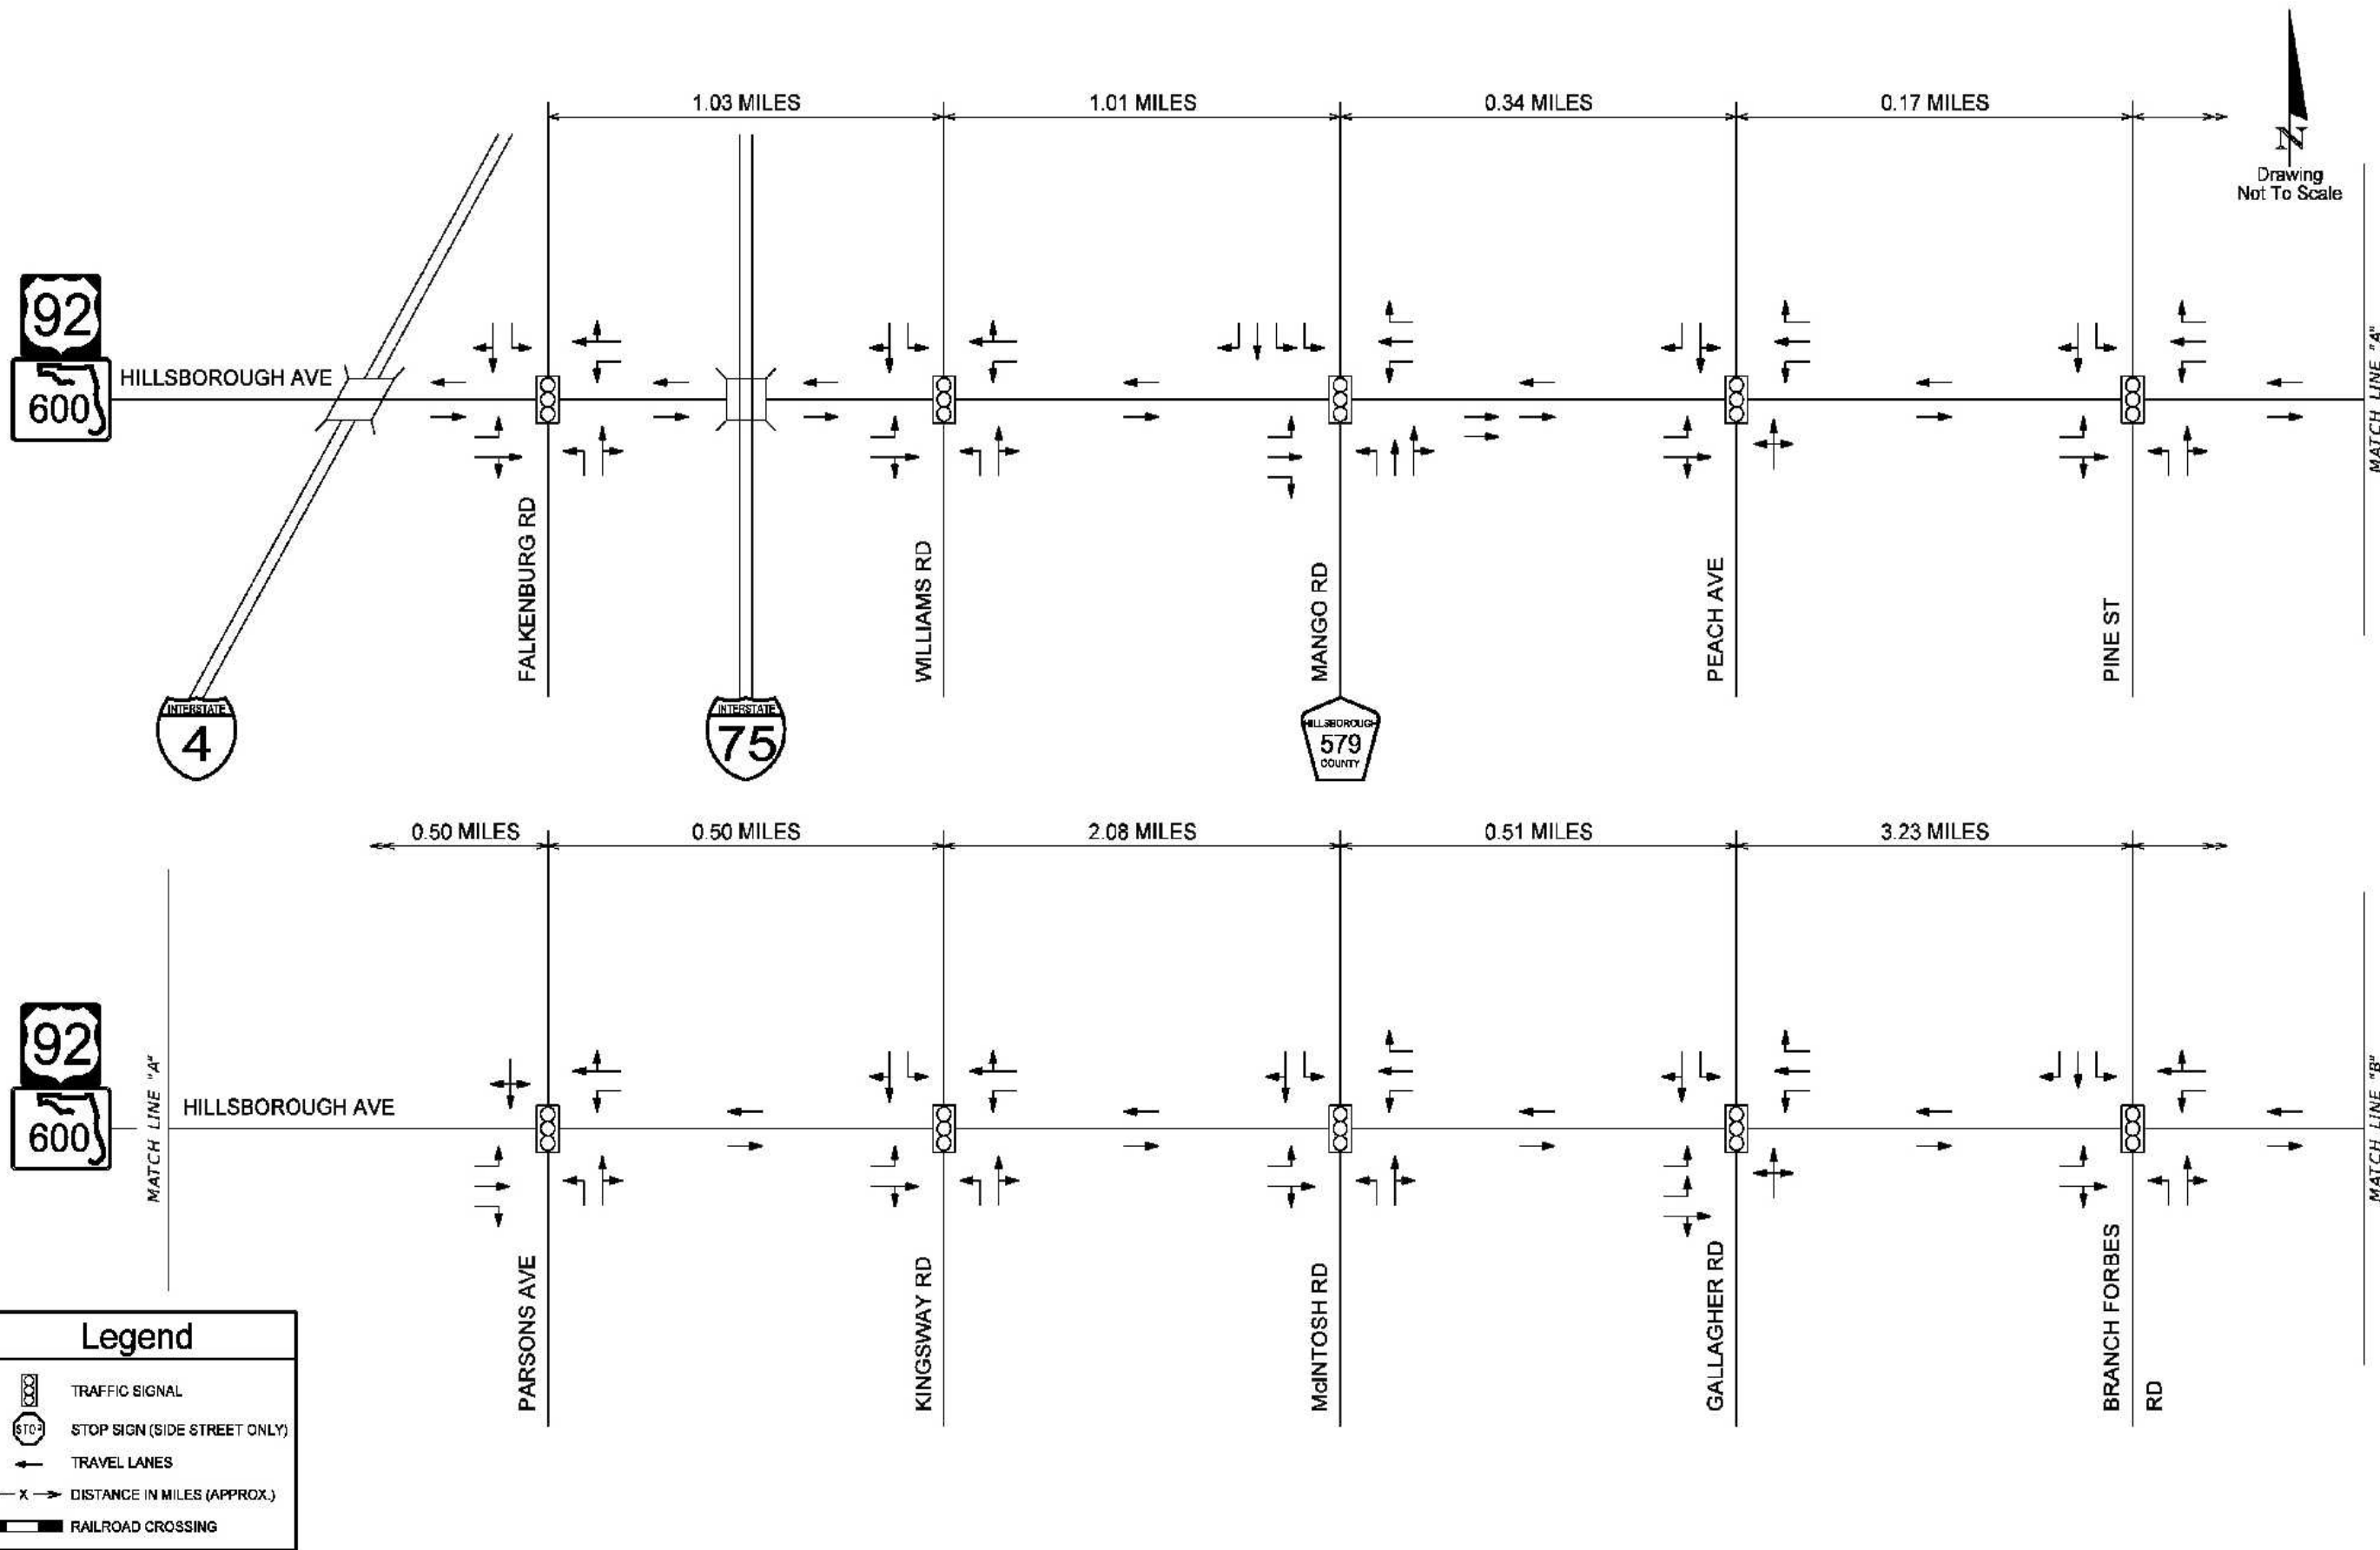 1.03 MILES
1.01 MILES
0.34 MILES
0.17 MILES
N
Drawing
Not To Scale
92
600
HILLSBOROUGH AVE
FALKENBURG RD
WILLIAMS RD
MANGO RD
PEACH AVE
PINE ST
MATCH LINE "A"
INTERSTATE
4
INTERSTATE
75
HILLSBOROUGH
579
COUNTY
0.50 MILES
0.50 MILES
2.08 MILES
0.51 MILES
3.23 MILES
92
600
MATCH LINE "A"
HILLSBOROUGH AVE
PARSONS AVE
KINGSWAY RD
McINTOSH RD
GALLAGHER RD
BRANCH FORBES
RD
MATCH LINE "B"
Legend
TRAFFIC SIGNAL
STOP
STOP SIGN (SIDE STREET ONLY)
TRAVEL LANES
X
DISTANCE IN MILES (APPROX.)
RAILROAD CROSSING